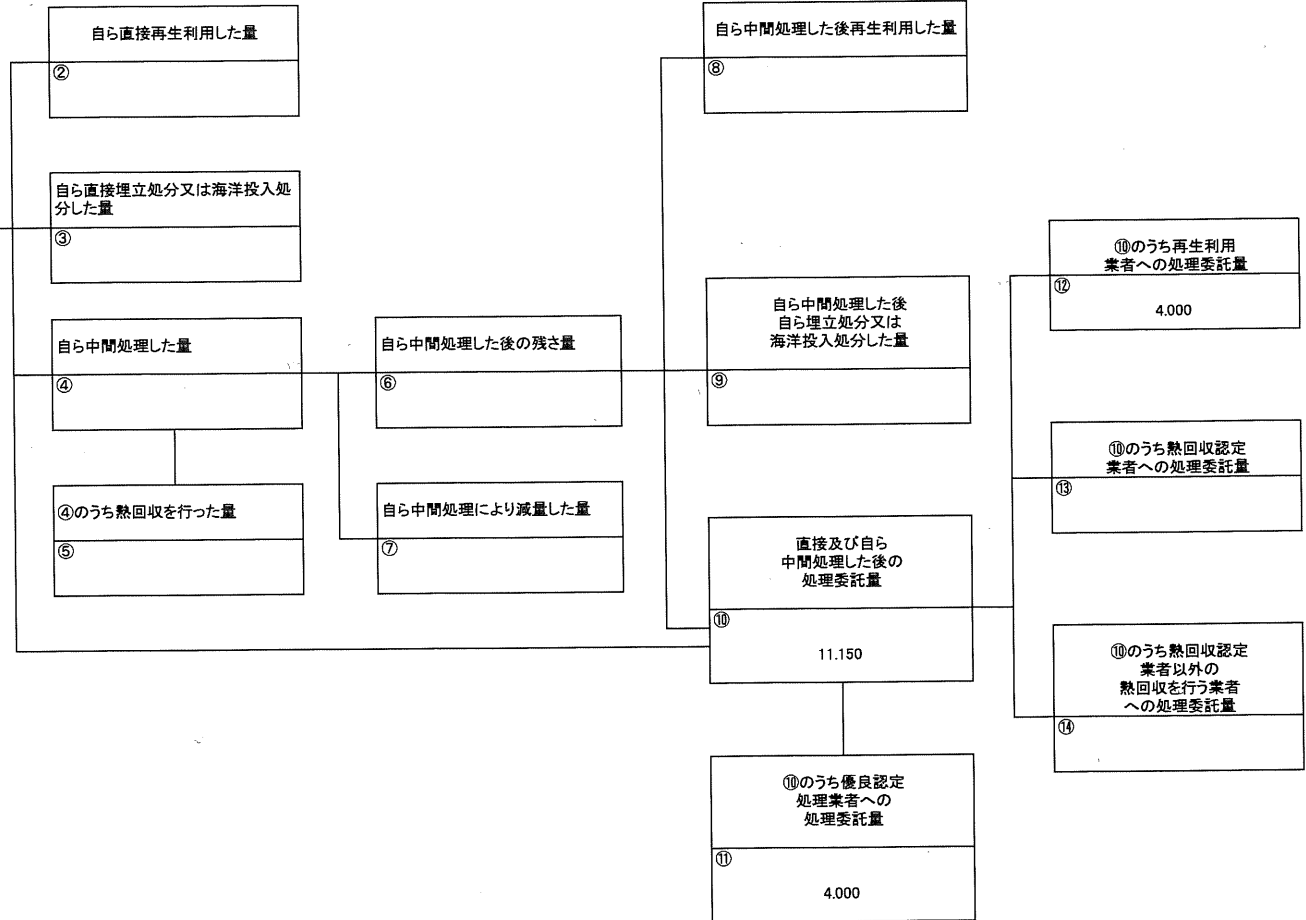 自ら直接再生利用した量
②
自ら直接埋立処分又は海洋投入処
分した量
③
自ら中間処理した量
④
④のうち熱回収を行った量
⑤
自ら中間処理した後の残さ量
⑥
自ら中間処理により減量した量
⑦
自ら中間処理した後再生利用した量
⑧
自ら中間処理した後
自ら埋立処分又は
海洋投入処分した量
⑨
直接及び自ら
中間処理した後の
処理委託量
⑩
11.150
⑩のうち優良認定
処理業者への
処理委託量
⑪
4.000
⑩のうち再生利用
業者への処理委託量
⑫
4.000
⑩のうち熱回収認定
業者への処理委託量
⑬
⑩のうち熱回収認定
業者以外の
熱回収を行う業者
への処理委託量
⑭